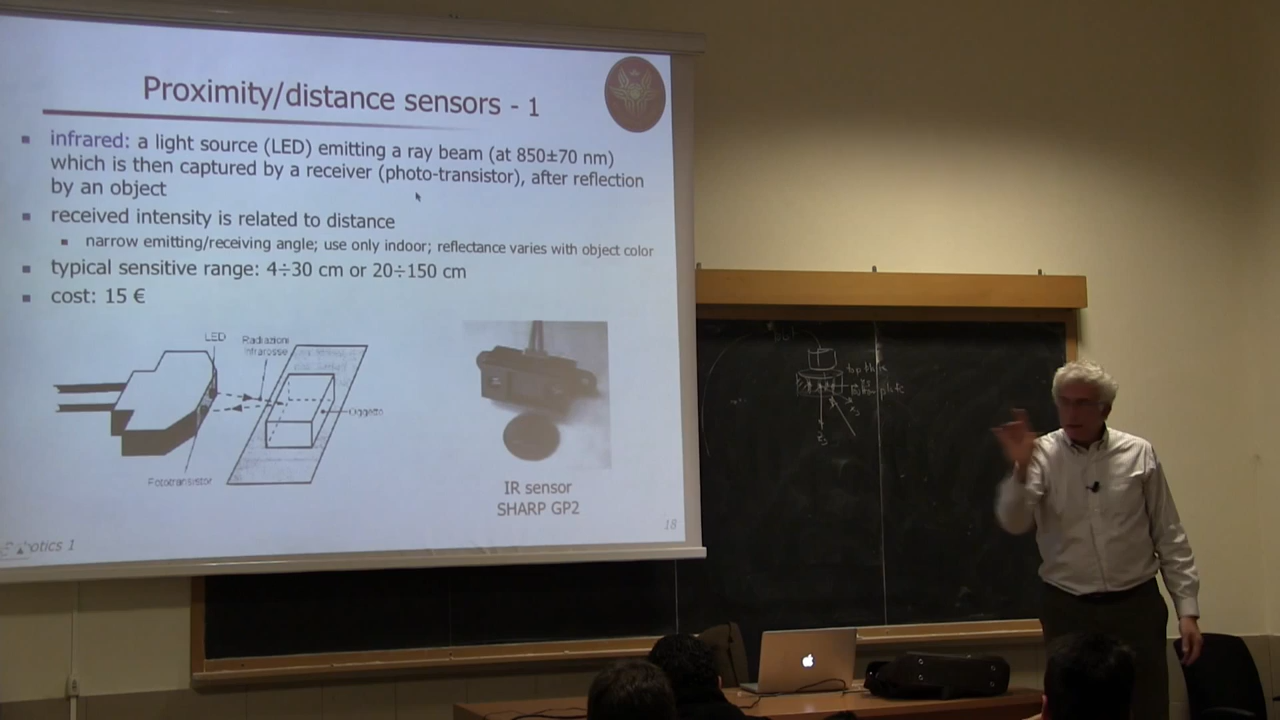 Proximity/distance sensors - 1
infrared: a light source (LED) emitting a ray beam (at 850±70 nm)
which is then captured by a receiver (photo-transistor), after reflection
by an object
received intensity is related to distance
narrow emitting/receiving angle; use only indoor; reflectance varies with object color
typical sensitive range: 4÷30 cm or 20÷150 cm
cost: 15 €
LED
Radiazioni
Infrarosse
Oggetto
Fototransistor
IR sensor
SHARP GP2
18
otics 1